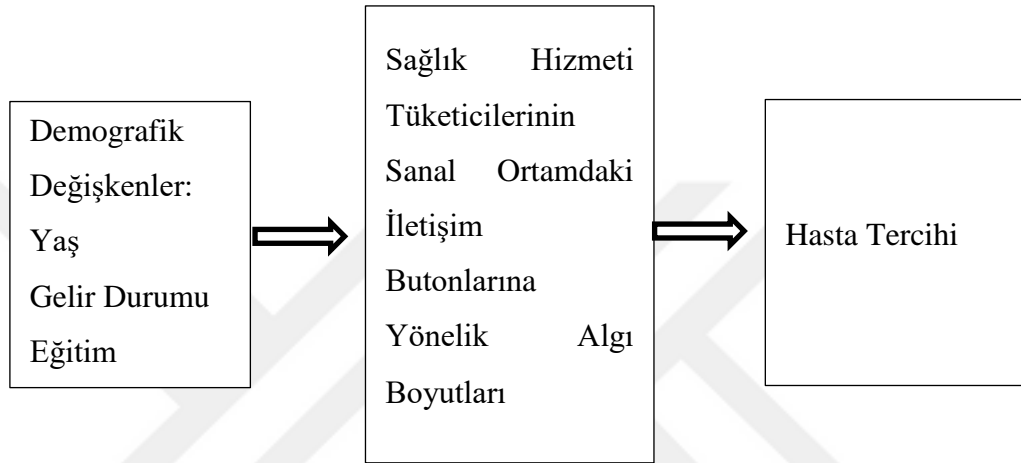 Demografik
Değişkenler:
Yaş
Gelir Durumu
Eğitim
Sağlık Hizmeti
Tüketicilerinin
Sanal Ortamdaki
İletişim
Butonlarına
Yönelik Algı
Boyutları
Hasta Tercihi